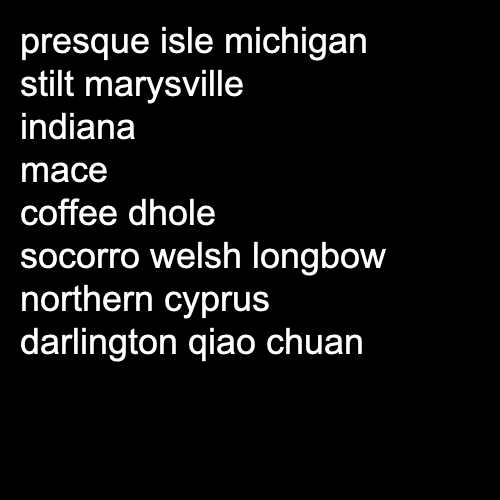 presque isle michigan
stilt marysville
indiana
mace
coffee dhole
socorro welsh longbow
northern cyprus
darlington qiao chuan